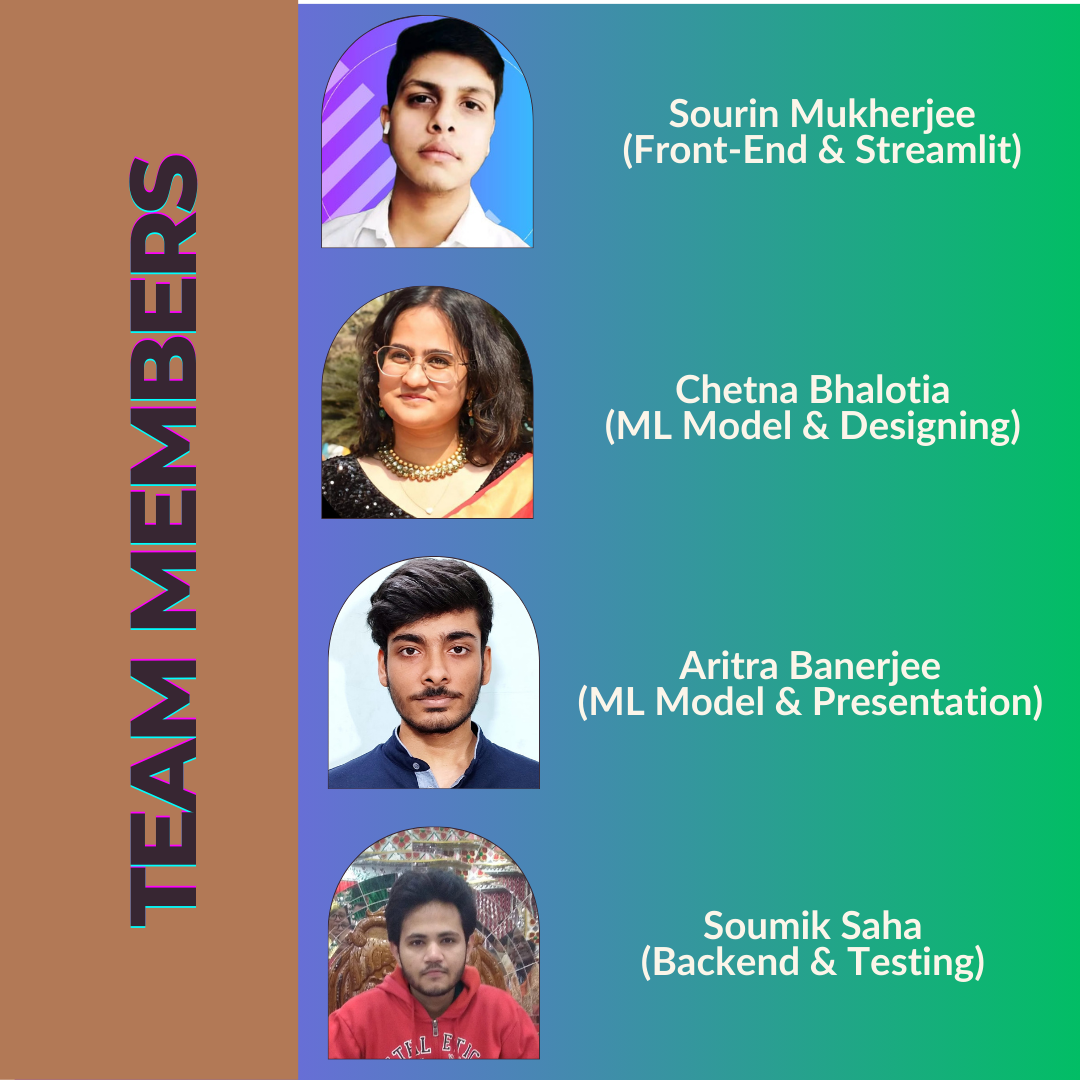 TEAM MEMBERS
Sourin Mukherjee
(Front-End & Streamlit)
Chetna Bhalotia
(ML Model & Designing)
Aritra Banerjee
(ML Model & Presentation)
Soumik Saha
(Backend & Testing)